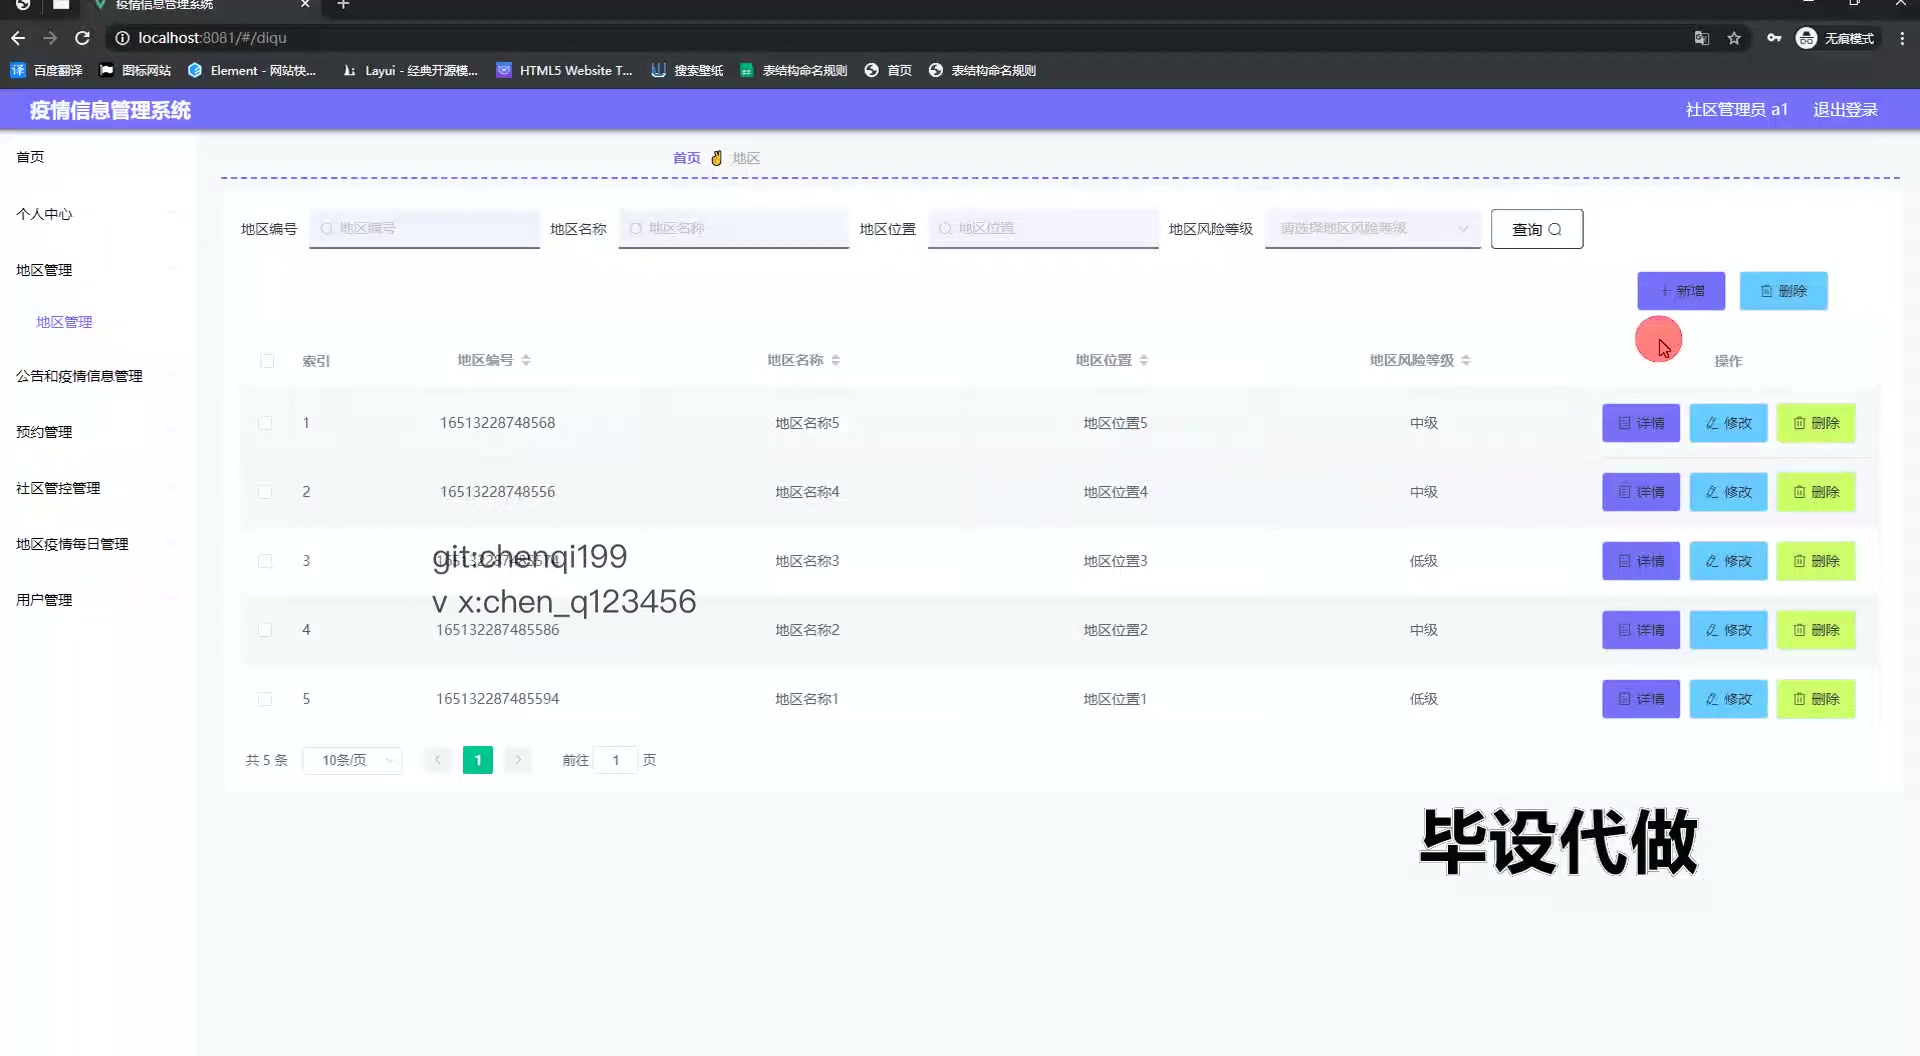 疫情信息管理系统
localhost:8081/#/diqu
无痕模式
百度翻译 图标网站 Element - 网站快... Layui - 经典开源模... HTML5 Website T... 搜索壁纸 表结构命名规则 首页 表结构命名规则
疫情信息管理系统 社区管理员 a1 退出登录
首页
个人中心
地区管理
地区管理
公告和疫情信息管理
预约管理
社区管控管理
地区疫情每日管理
用户管理
首页 地区
地区编号 地区编号 地区名称 地区名称 地区位置 地区位置 地区风险等级 请选择地区风险等级 查询
新增 删除
索引 地区编号 地区名称 地区位置 地区风险等级 操作
1 16513228748568 地区名称5 地区位置5 中级 详情 修改 删除
2 16513228748556 地区名称4 地区位置4 中级 详情 修改 删除
3 地区名称3 地区位置3 低级 详情 修改 删除
git:chenqi199
v x:chen_q123456
4 165132287485586 地区名称2 地区位置2 中级 详情 修改 删除
5 165132287485594 地区名称1 地区位置1 低级 详情 修改 删除
共 5 条 10条/页 1 前往 1 页
毕设代做